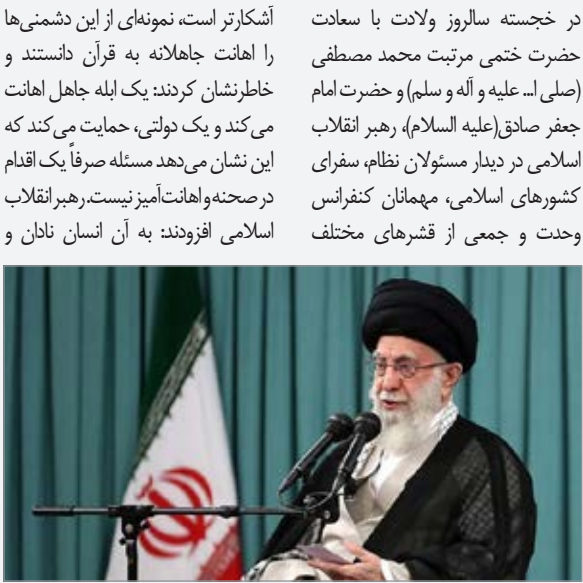 در خجسته سالروز ولادت با سعادت
حضرت ختمی مرتبت محمد مصطفی
(صلی ا... علیه و آله و سلم) و حضرت امام
جعفر صادق(علیه السلام)، رهبر انقلاب
اسلامی در دیدار مسئولان نظام، سفرای
کشورهای اسلامی، مهمانان کنفرانس
وحدت و جمعی از قشرهای مختلف
آشکارتر است، نمونه‌ای از این دشمنی‌ها
را اهانت جاهلانه به قرآن دانستند و
خاطرنشان کردند: یک ابله جاهل اهانت
می‌کند و یک دولتی، حمایت می‌کند که
این نشان می‌دهد مسئله صرفاً یک اقدام
در صحنه و اهانت‌آمیز نیست. رهبر انقلاب
اسلامی افزودند: به آن انسان نادان و